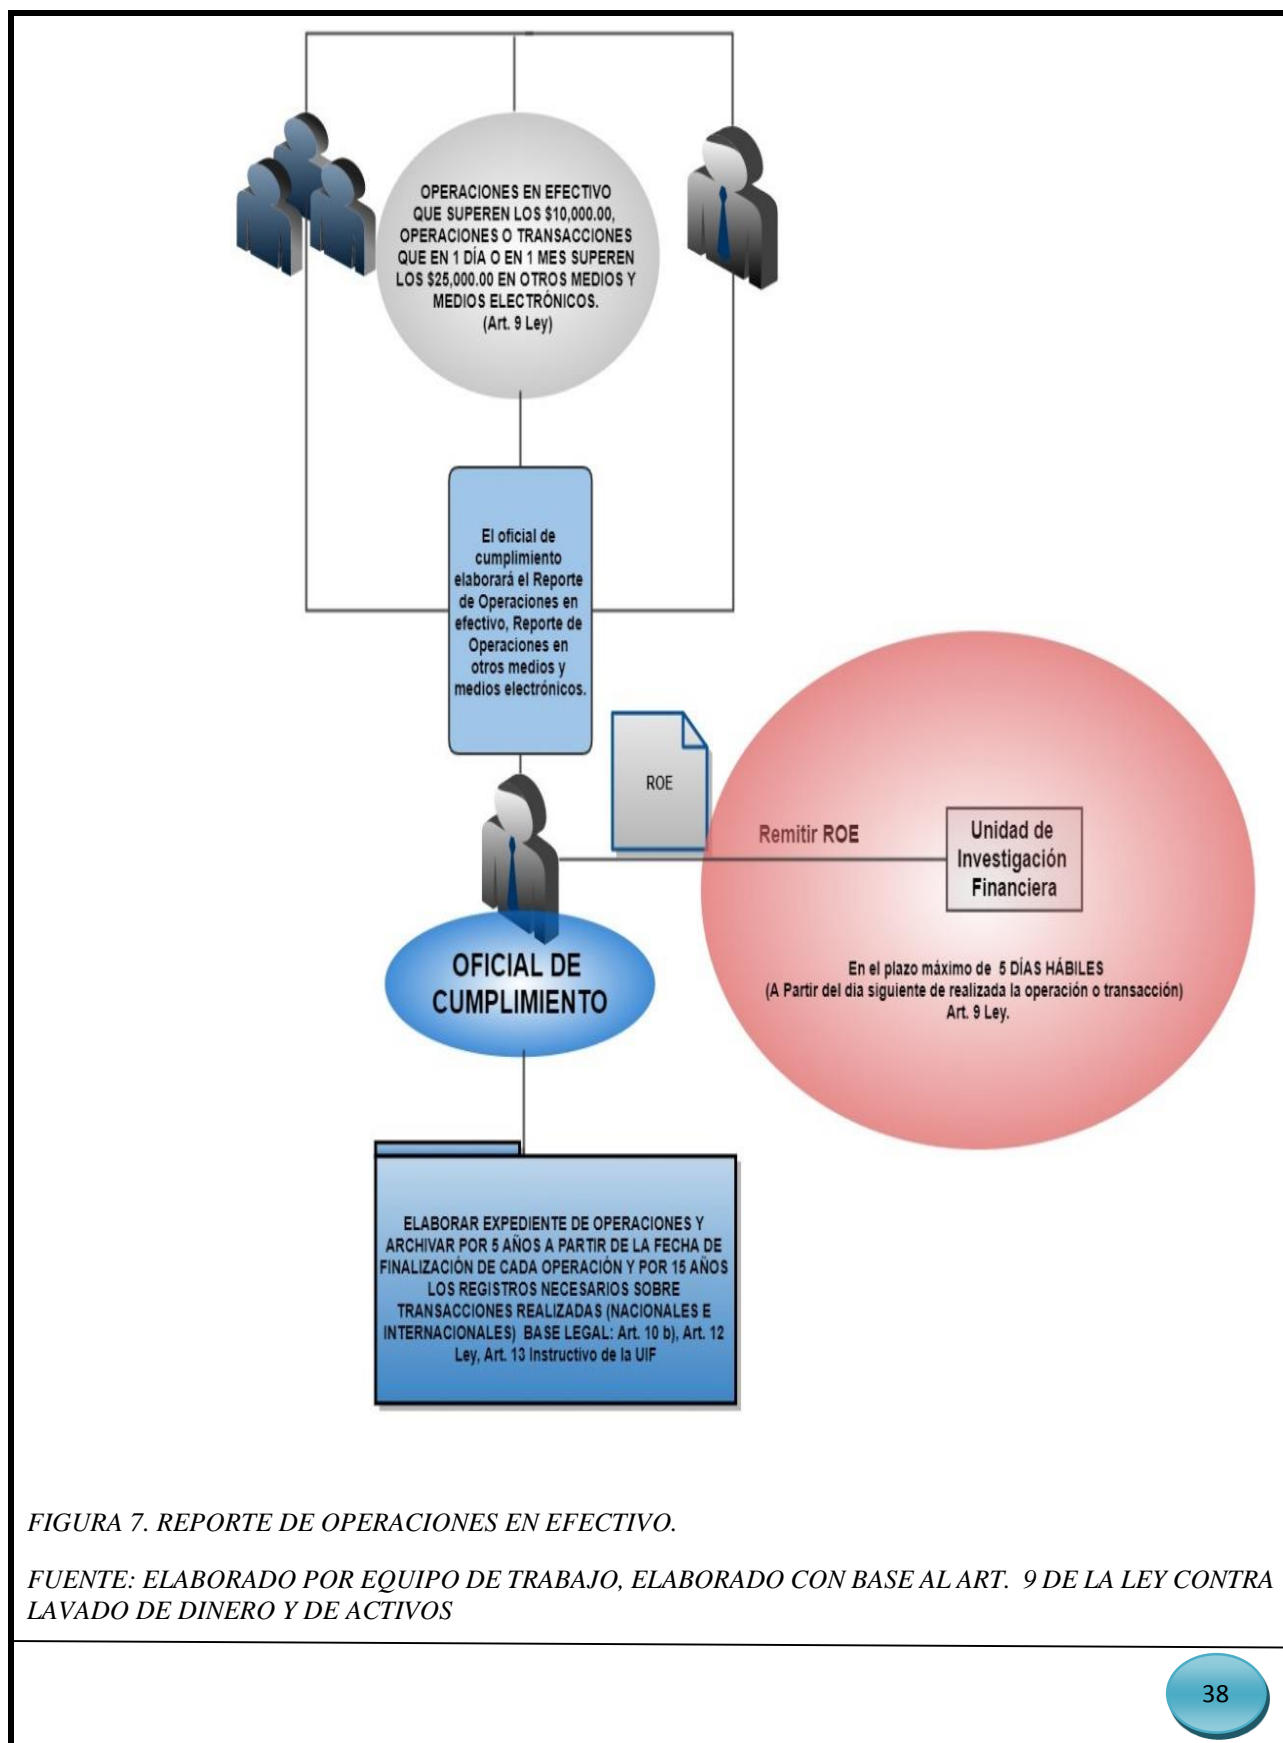 OPERACIONES EN EFECTIVO
QUE SUPEREN LOS $10,000.00,
OPERACIONES O TRANSACCIONES
QUE EN 1 DÍA O EN 1 MES SUPEREN
LOS $25,000.00 EN OTROS MEDIOS Y
MEDIOS ELECTRÓNICOS.
(Art. 9 Ley)
El oficial de
cumplimiento
elaborará el Reporte
de Operaciones en
efectivo, Reporte de
Operaciones en
otros medios y
medios electrónicos.
ROE
Remitir ROE
Unidad de
Investigación
Financiera
En el plazo máximo de 5 DÍAS HÁBILES
(A Partir del dia siguiente de realizada la operación o transacción)
Art. 9 Ley.
OFICIAL DE
CUMPLIMIENTO
ELABORAR EXPEDIENTE DE OPERACIONES Y
ARCHIVAR POR 5 AÑOS A PARTIR DE LA FECHA DE
FINALIZACIÓN DE CADA OPERACIÓN Y POR 15 AÑOS
LOS REGISTROS NECESARIOS SOBRE
TRANSACCIONES REALIZADAS (NACIONALES E
INTERNACIONALES) BASE LEGAL: Art. 10 b), Art. 12
Ley, Art. 13 Instructivo de la UIF
FIGURA 7. REPORTE DE OPERACIONES EN EFECTIVO.
FUENTE: ELABORADO POR EQUIPO DE TRABAJO, ELABORADO CON BASE AL ART. 9 DE LA LEY CONTRA
LAVADO DE DINERO Y DE ACTIVOS
38